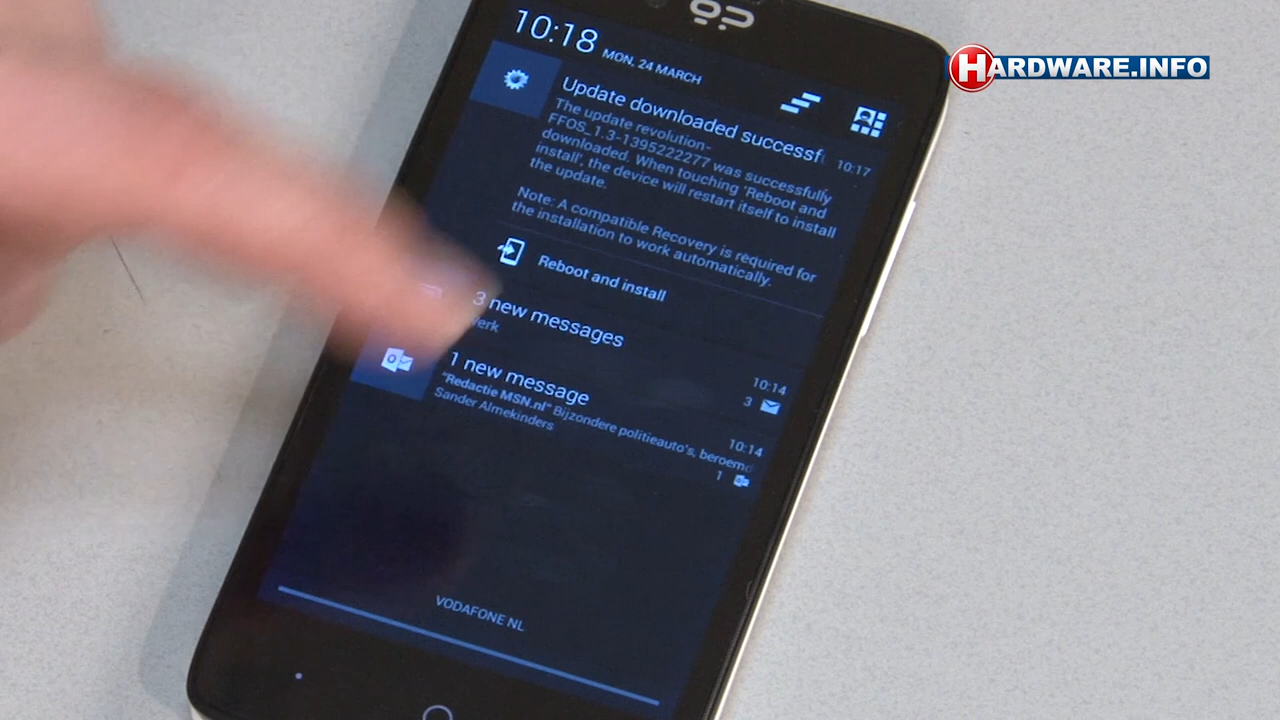 10:18 MON, 24 MARCH
HARDWARE.INFO
Update downloaded successf 10:17
The update revolution-
FFOS_1.3-1395222277 was successfully
downloaded. When touching 'Reboot and
install', the device will restart itself to install
the update.
Note: A compatible Recovery is required for
the installation to work automatically.
Reboot and install
3 new messages
10:14
3
1 new message
"Redactie MSN.nl" Bijzondere politieauto's, beroemd
Sander Almekinders
10:14
1
VODAFONE NL